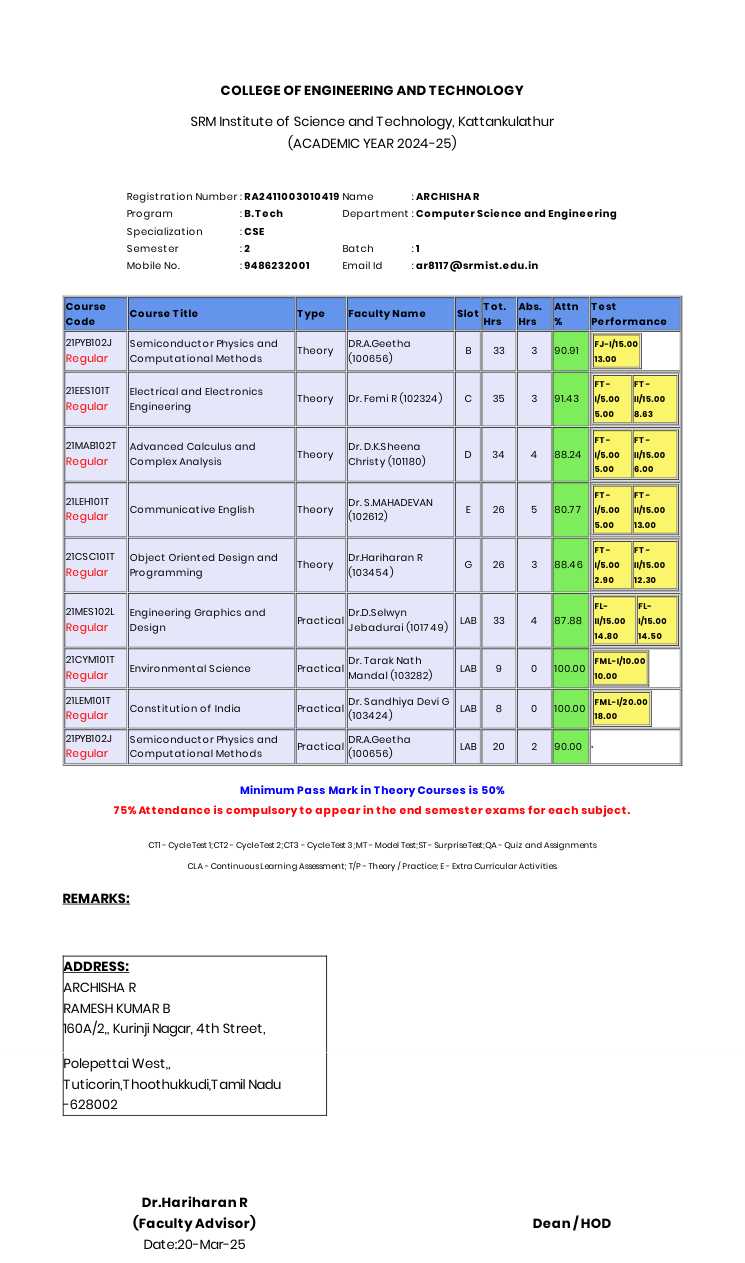 COLLEGE OF ENGINEERING AND TECHNOLOGY
SRM Institute of Science and Technology, Kattankulathur
(ACADEMIC YEAR 2024-25)
Registration Number : RA2411003010419 Name : ARCHISHA R
Program : B.Tech Department : Computer Science and Engineering
Specialization : CSE
Semester : 2 Batch : 1
Mobile No. : 9486232001 Email Id : ar8117@srmist.edu.in
Course Code Course Title Type Faculty Name Slot Tot. Hrs Abs. Hrs Attn % Test Performance
21PYB102J Regular Semiconductor Physics and Computational Methods Theory DR.A.Geetha (100656) B 33 3 90.91 FJ-I/15.00 13.00
21EES101T Regular Electrical and Electronics Engineering Theory Dr. Femi R (102324) C 35 3 91.43 FT-I/5.00 5.00 FT-II/15.00 8.63
21MAB102T Regular Advanced Calculus and Complex Analysis Theory Dr. D.K.Sheena Christy (101180) D 34 4 88.24 FT-I/5.00 5.00 FT-II/15.00 6.00
21LEH101T Regular Communicative English Theory Dr. S.MAHADEVAN (102612) E 26 5 80.77 FT-I/5.00 5.00 FT-II/15.00 13.00
21CSC101T Regular Object Oriented Design and Programming Theory Dr.Hariharan R (103454) G 26 3 88.46 FT-I/5.00 2.90 FT-II/15.00 12.30
21MES102L Regular Engineering Graphics and Design Practical Dr.D.Selwyn Jebadurai (101749) LAB 33 4 87.88 FL-II/15.00 14.80 FL-I/15.00 14.50
21CYM101T Regular Environmental Science Practical Dr. Tarak Nath Mandal (103282) LAB 9 0 100.00 FML-I/10.00 10.00
21LEM101T Regular Constitution of India Practical Dr. Sandhiya Devi G (103424) LAB 8 0 100.00 FML-I/20.00 18.00
21PYB102J Regular Semiconductor Physics and Computational Methods Practical DR.A.Geetha (100656) LAB 20 2 90.00 -
Minimum Pass Mark in Theory Courses is 50%
75% Attendance is compulsory to appear in the end semester exams for each subject.
CT1 - Cycle Test 1;CT2 - Cycle Test 2;CT3 - Cycle Test 3;MT - Model Test;ST - Surprise Test;QA - Quiz and Assignments
CLA - Continuous Learning Assessment; T/P - Theory / Practice; E - Extra Curricular Activities.
REMARKS:
ADDRESS:
ARCHISHA R
RAMESH KUMAR B
160A/2,, Kurinji Nagar, 4th Street,
Polepettai West,,
Tuticorin,Thoothukkudi,Tamil Nadu
-628002
Dr.Hariharan R
(Faculty Advisor) Dean / HOD
Date:20-Mar-25